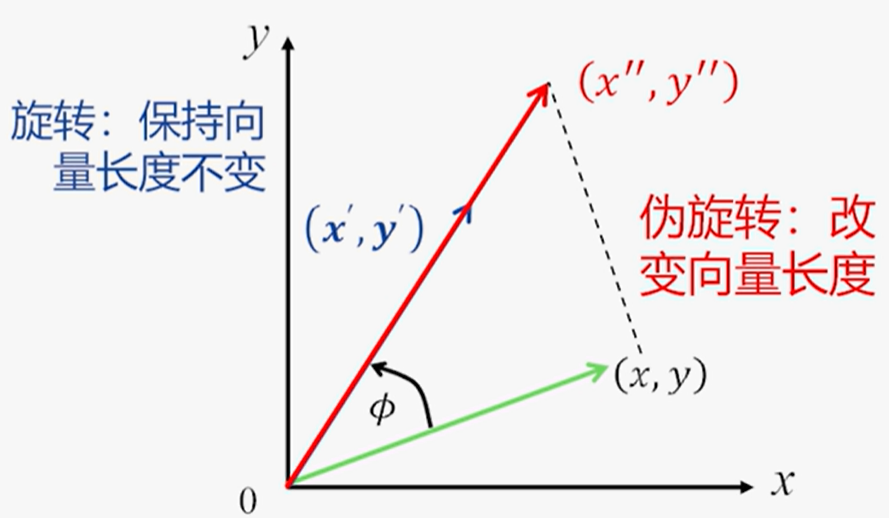 y
(x″, y″)
旋转：保持向
量长度不变
(x′, y′)
伪旋转：改
变向量长度
(x, y)
ϕ
0
x